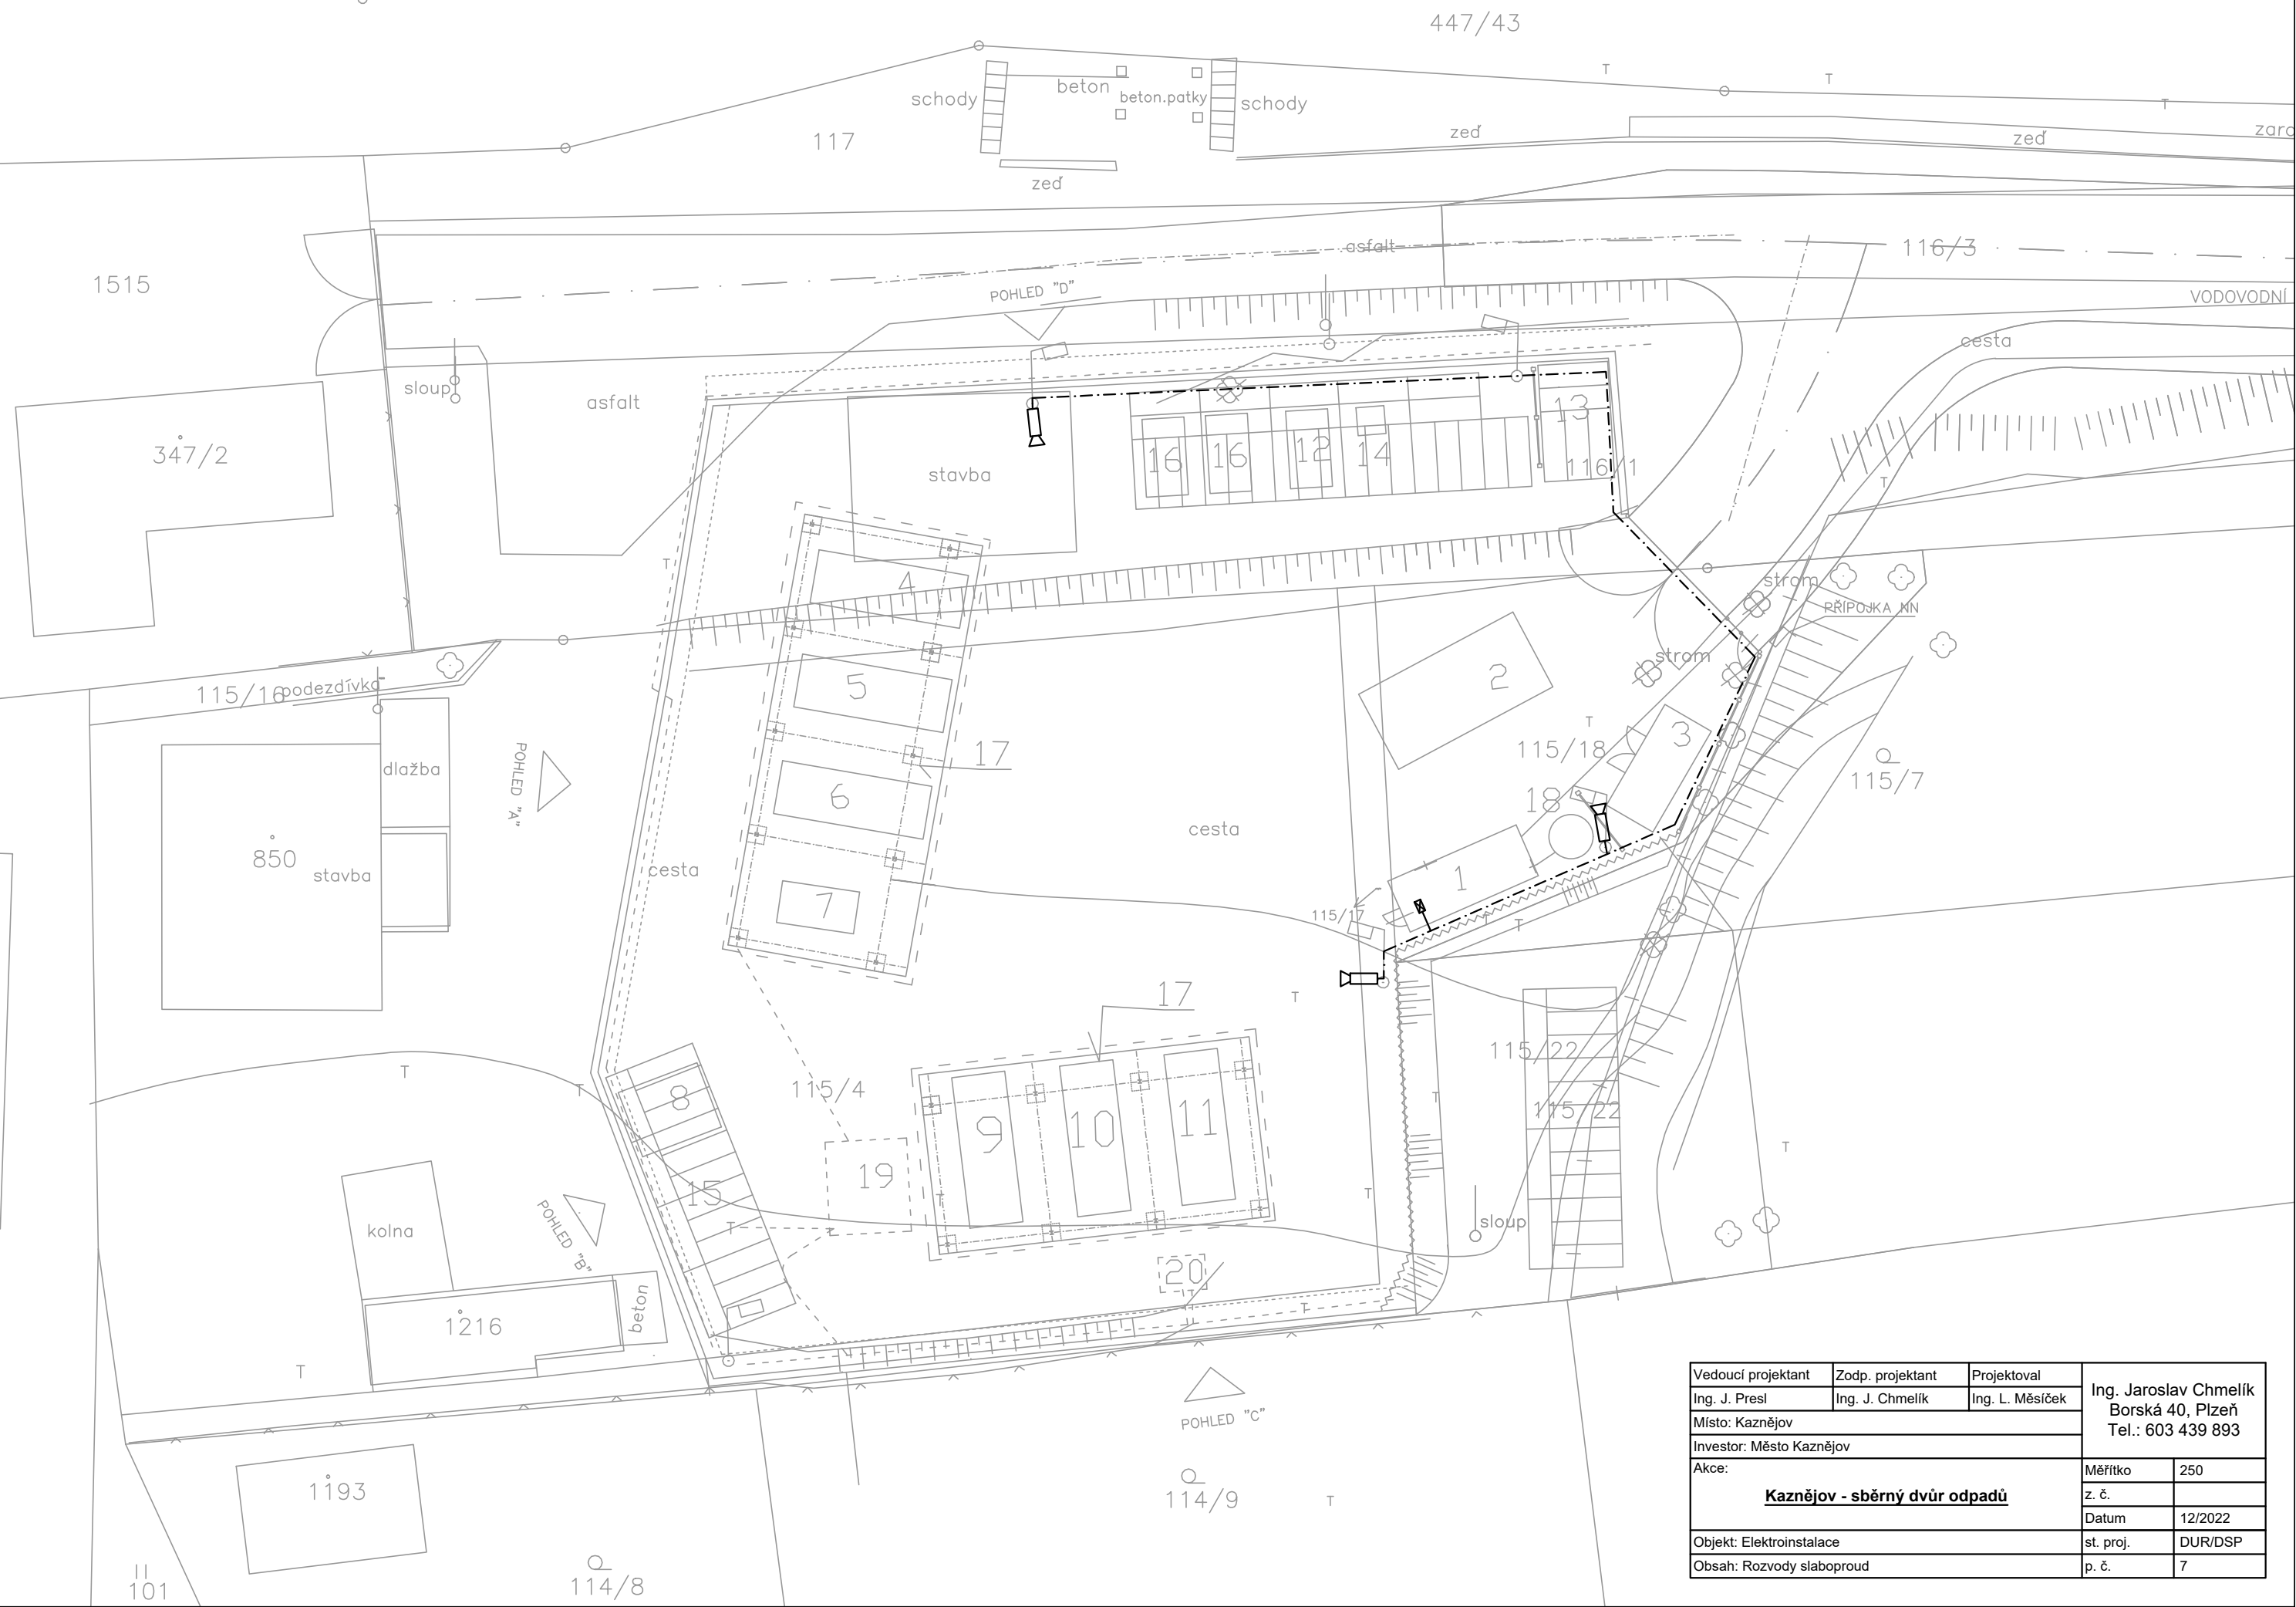 447/43
T
T
T
schody
beton
beton.patky
schody
117
zeď
zeď
zeď
asfalt
116/3
1515
POHLED "D"
VODOVODNÍ
cesta
sloup
asfalt
13
347/2
stavba
16
16
12
14
116/1
T
T
4
strom
PŘÍPOJKA NN
strom
115/16
podezdívka
5
2
T
17
3
115/18
115/7
dlažba
POHLED "A"
6
18
cesta
850
stavba
cesta
1
7
115/17
T
T
17
T
115/22
T
T
8
115/4
T
115/22
9
10
11
T
19
T
T
15
T
kolna
POHLED "B"
sloup
20
T
T
beton
1216
T
POHLED "C"
1193
114/9
T
114/8
101
Vedoucí projektant
Zodp. projektant
Projektoval
Ing. J. Presl
Ing. J. Chmelík
Ing. L. Měsíček
Ing. Jaroslav Chmelík
Borská 40, Plzeň
Tel.: 603 439 893
Místo: Kaznějov
Investor: Město Kaznějov
Akce:
Kaznějov - sběrný dvůr odpadů
Měřítko
250
z. č.
Datum
12/2022
Objekt: Elektroinstalace
st. proj.
DUR/DSP
Obsah: Rozvody slaboproud
p. č.
7